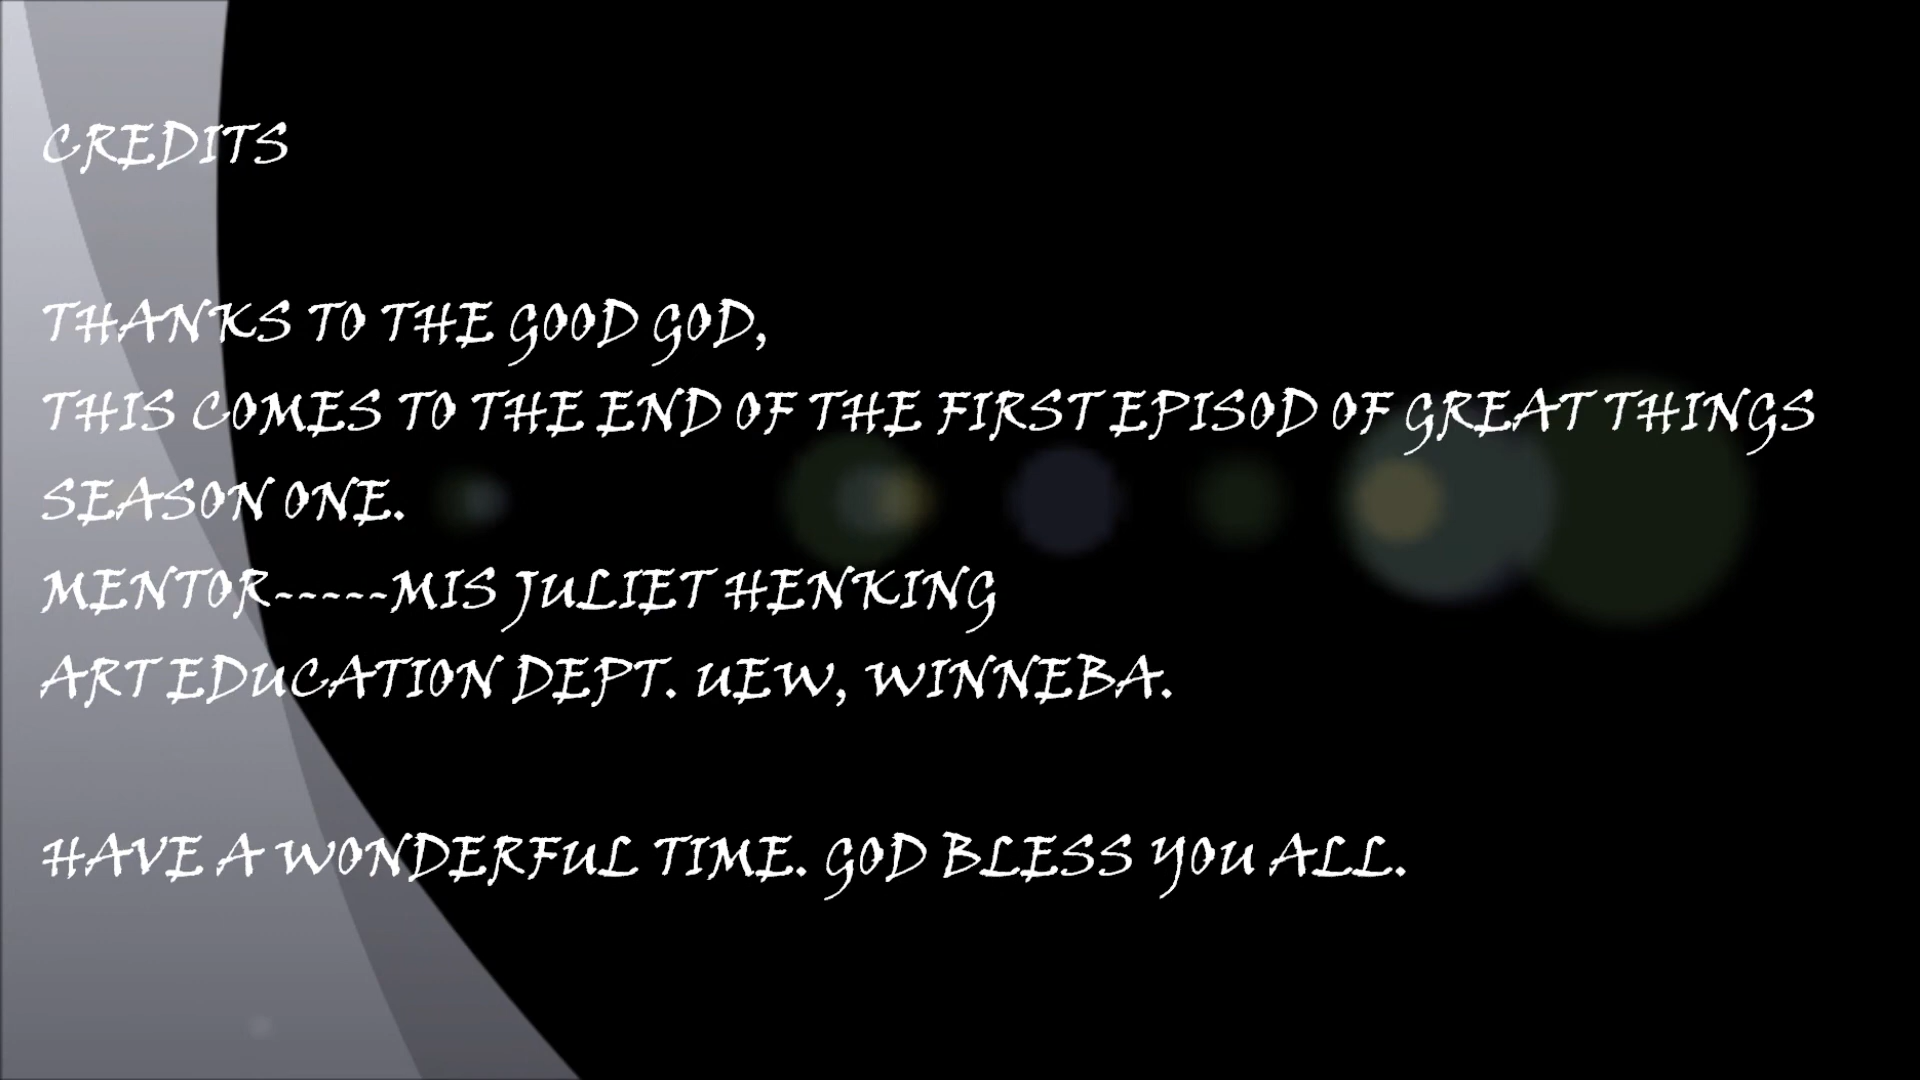 CREDITS
THANKS TO THE GOOD GOD,
THIS COMES TO THE END OF THE FIRST EPISOD OF GREAT THINGS
SEASON ONE.
MENTOR-----MIS JULIET HENKING
ART EDUCATION DEPT. UEW, WINNEBA.
HAVE A WONDERFUL TIME. GOD BLESS YOU ALL.